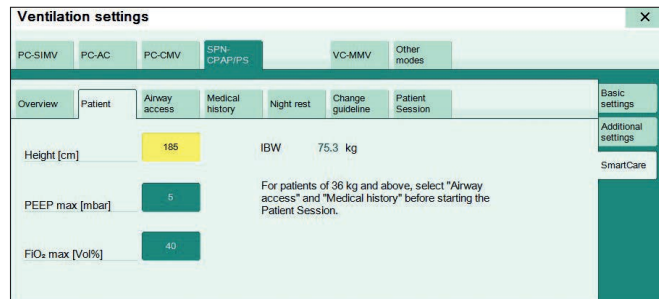 Ventilation settings
PC-SIMV PC-AC PC-CMV SPN-CPAP/PS VC-MMV Other modes
Overview Patient Airway access Medical history Night rest Change guideline Patient Session
Basic settings
Additional settings
SmartCare
Height [cm] 185 IBW 75.3 kg
For patients of 36 kg and above, select "Airway
access" and "Medical history" before starting the
Patient Session.
PEEP max [mbar] 5
FiO₂ max [Vol%] 40